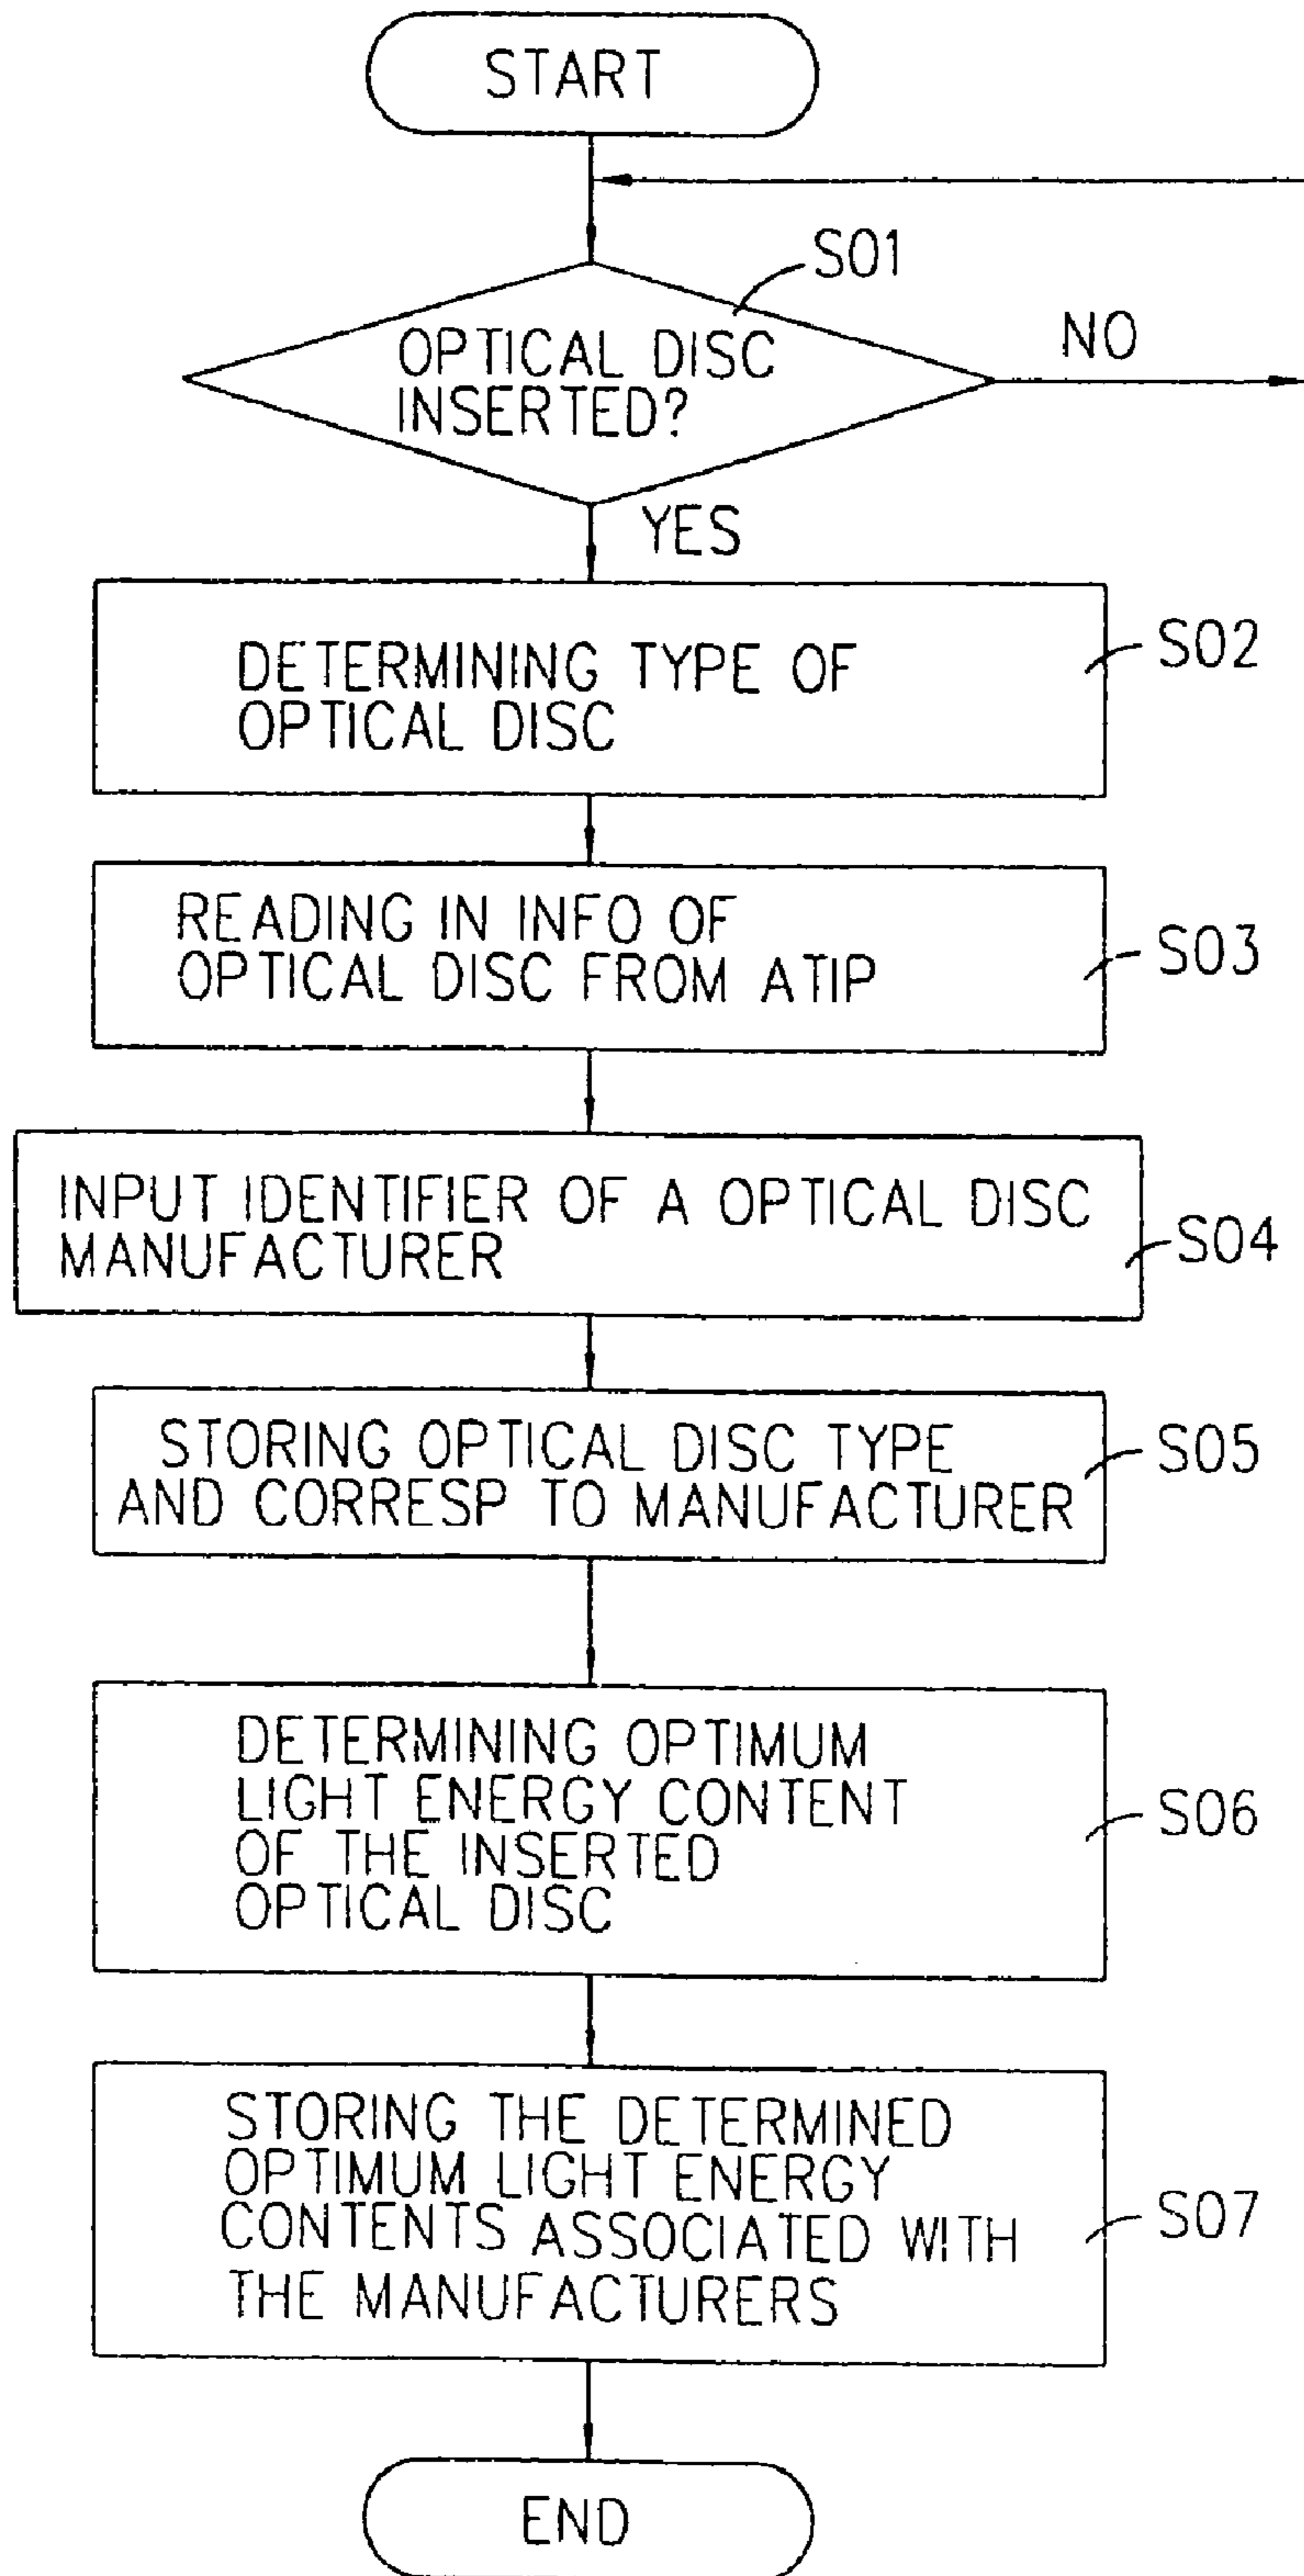 START
S01
OPTICAL DISC
INSERTED?
NO
YES
DETERMINING TYPE OF
OPTICAL DISC
S02
READING IN INFO OF
OPTICAL DISC FROM ATIP
S03
INPUT IDENTIFIER OF A OPTICAL DISC
MANUFACTURER
S04
STORING OPTICAL DISC TYPE
AND CORRESP TO MANUFACTURER
S05
DETERMINING OPTIMUM
LIGHT ENERGY CONTENT
OF THE INSERTED
OPTICAL DISC
S06
STORING THE DETERMINED
OPTIMUM LIGHT ENERGY
CONTENTS ASSOCIATED WITH
THE MANUFACTURERS
S07
END